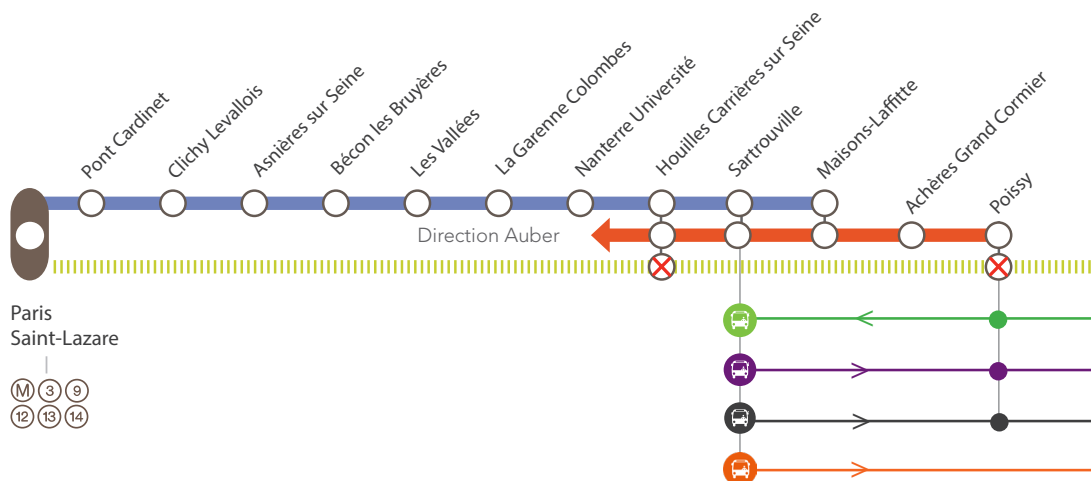 Pont Cardinet
Clichy Levallois
Asnières sur Seine
Bécon les Bruyères
Les Vallées
La Garenne Colombes
Nanterre Université
Houilles Carrières sur Seine
Sartrouville
Maisons-Laffitte
Achères Grand Cormier
Poissy
Direction Auber
Paris
Saint-Lazare
M 3 9
12 13 14